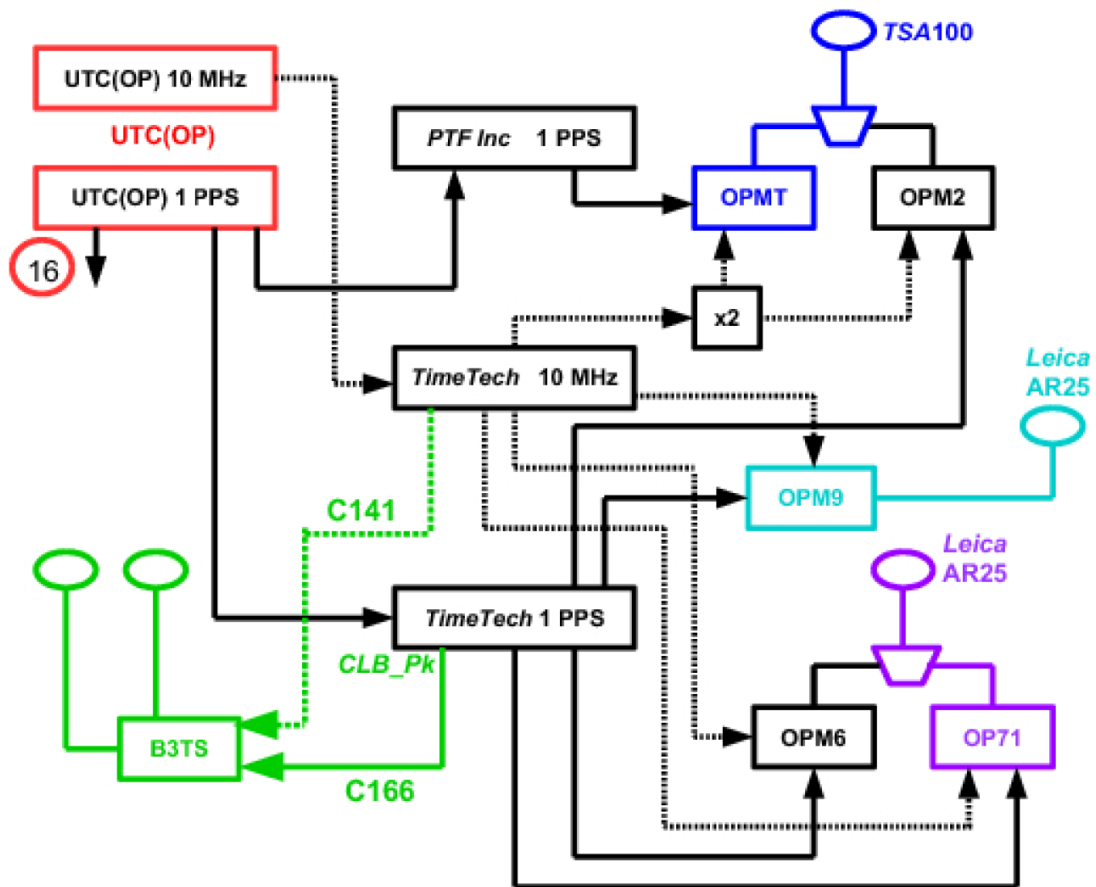 TSA100
UTC(OP) 10 MHz
UTC(OP)
PTF Inc 1 PPS
UTC(OP) 1 PPS
OPMT
OPM2
16
x2
TimeTech 10 MHz
Leica
AR25
OPM9
C141
Leica
AR25
TimeTech 1 PPS
CLB_Pk
B3TS
OPM6
OP71
C166